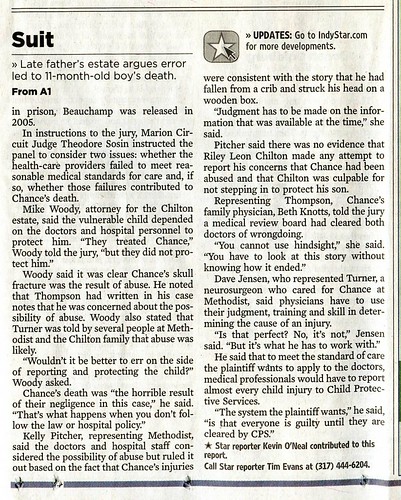 Suit
» Late father's estate argues error
led to 11-month-old boy's death.
From A1
in prison, Beauchamp was released in
2005.
In instructions to the jury, Marion Cir-
cuit Judge Theodore Sosin instructed the
panel to consider two issues: whether the
health-care providers failed to meet rea-
sonable medical standards for care and, if
so, whether those failures contributed to
Chance's death.
Mike Woody, attorney for the Chilton
estate, said the vulnerable child depended
on the doctors and hospital personnel to
protect him. “They treated Chance,”
Woody told the jury, “but they did not pro-
tect him.”
Woody said it was clear Chance's skull
fracture was the result of abuse. He noted
that Thompson had written in his case
notes that he was concerned about the pos-
sibility of abuse. Woody also stated that
Turner was told by several people at Meth-
odist and the Chilton family that abuse was
likely.
“Wouldn't it be better to err on the side
of reporting and protecting the child?”
Woody asked.
Chance's death was “the horrible result
of their negligence in this case,” he said.
“That's what happens when you don't fol-
low the law or hospital policy.”
Kelly Pitcher, representing Methodist,
said the doctors and hospital staff con-
sidered the possibility of abuse but ruled it
out based on the fact that Chance's injuries
» UPDATES: Go to IndyStar.com
for more developments.
were consistent with the story that he had
fallen from a crib and struck his head on a
wooden box.
“Judgment has to be made on the infor-
mation that was available at the time,” she
said.
Pitcher said there was no evidence that
Riley Leon Chilton made any attempt to
report his concerns that Chance had been
abused and that Chilton was culpable for
not stepping in to protect his son.
Representing Thompson, Chance's
family physician, Beth Knotts, told the jury
a medical review board had cleared both
doctors of wrongdoing.
“You cannot use hindsight,” she said.
“You have to look at this story without
knowing how it ended.”
Dave Jensen, who represented Turner, a
neurosurgeon who cared for Chance at
Methodist, said physicians have to use
their judgment, training and skill in deter-
mining the cause of an injury.
“Is that perfect? No, it's not,” Jensen
said. “But it's what he has to work with.”
He said that to meet the standard of care
the plaintiff wants to apply to the doctors,
medical professionals would have to report
almost every child injury to Child Protec-
tive Services.
“The system the plaintiff wants,” he said,
“is that everyone is guilty until they are
cleared by CPS.”
★ Star reporter Kevin O'Neal contributed to this
report.
Call Star reporter Tim Evans at (317) 444-6204.